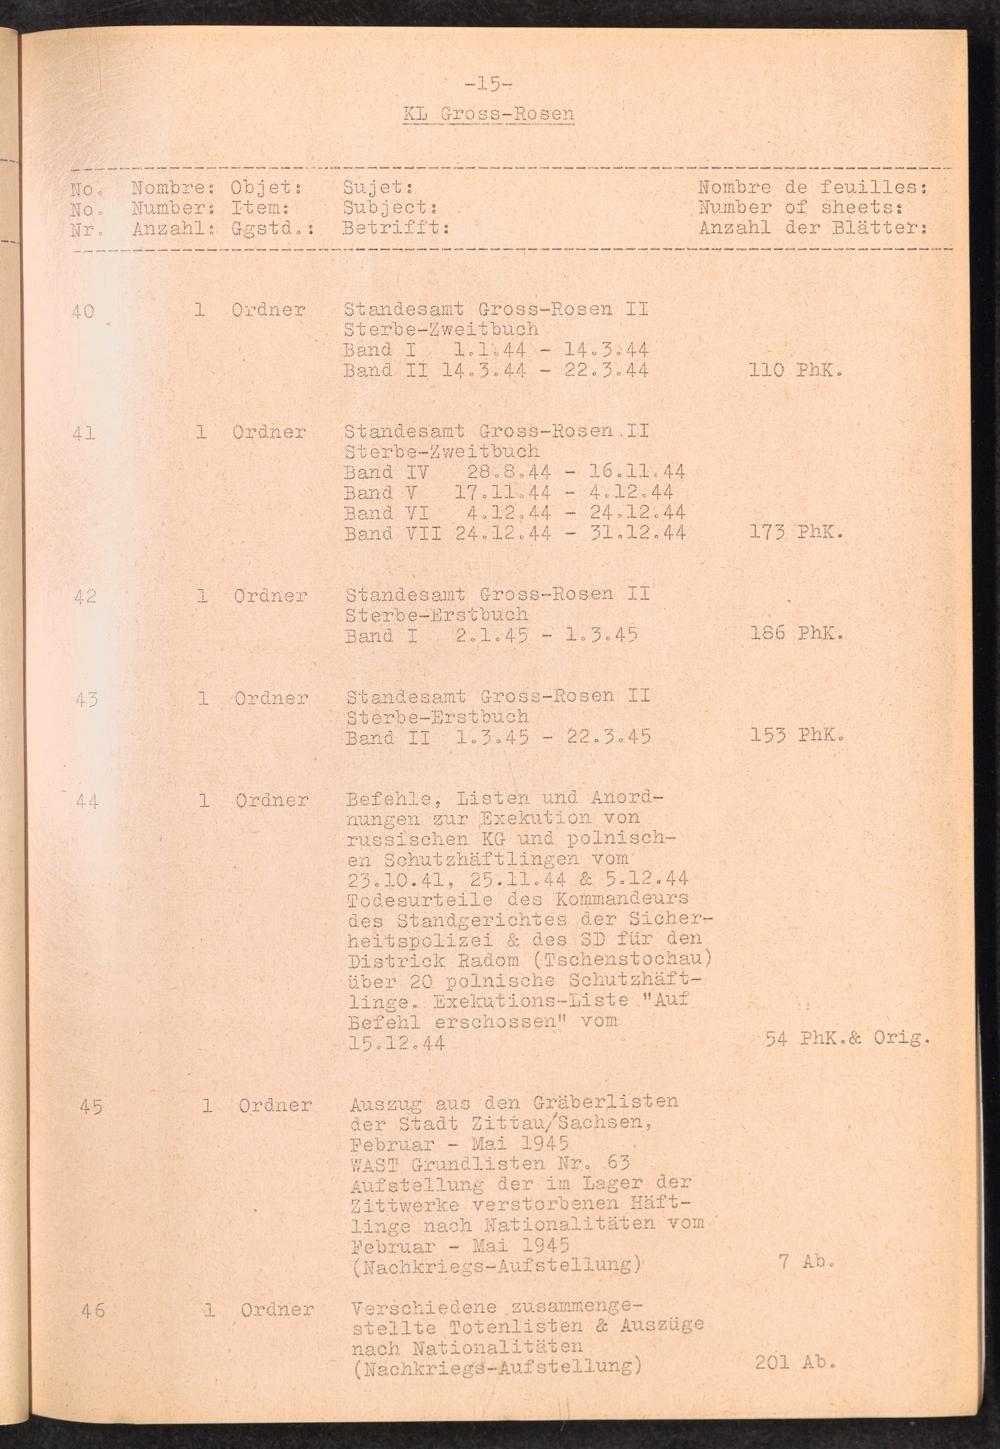 -15-
KL Gross-Rosen
No. Nombre: Objet: Sujet: Nombre de feuilles:
No. Number: Item: Subject: Number of sheets:
Nr. Anzahl: Ggstd.: Betrifft: Anzahl der Blätter:
40 1 Ordner Standesamt Gross-Rosen II
Sterbe-Zweitbuch
Band I 1.1.44 - 14.3.44
Band II 14.3.44 - 22.3.44 110 PhK.
41 1 Ordner Standesamt Gross-Rosen II
Sterbe-Zweitbuch
Band IV 28.8.44 - 16.11.44
Band V 17.11.44 - 4.12.44
Band VI 4.12.44 - 24.12.44
Band VII 24.12.44 - 31.12.44 173 PhK.
42 1 Ordner Standesamt Gross-Rosen II
Sterbe-Erstbuch
Band I 2.1.45 - 1.3.45 186 PhK.
43 1 Ordner Standesamt Gross-Rosen II
Sterbe-Erstbuch
Band II 1.3.45 - 22.3.45 153 PhK.
44 1 Ordner Befehle, Listen und Anord-
nungen zur Exekution von
russischen KG und polnisch-
en Schutzhäftlingen vom
23.10.41, 25.11.44 & 5.12.44
Todesurteile des Kommandeurs
des Standgerichtes der Sicher-
heitspolizei & des SD für den
Districk Radom (Tschenstochau)
über 20 polnische Schutzhäft-
linge. Exekutions-Liste "Auf
Befehl erschossen" vom
15.12.44 54 PhK.& Orig.
45 1 Ordner Auszug aus den Gräberlisten
der Stadt Zittau/Sachsen,
Februar - Mai 1945
WAST Grundlisten Nr. 63
Aufstellung der im Lager der
Zittwerke verstorbenen Häft-
linge nach Nationalitäten vom
Februar - Mai 1945
(Nachkriegs-Aufstellung) 7 Ab.
46 1 Ordner Verschiedene zusammenge-
stellte Totenlisten & Auszüge
nach Nationalitäten
(Nachkriegs-Aufstellung) 201 Ab.